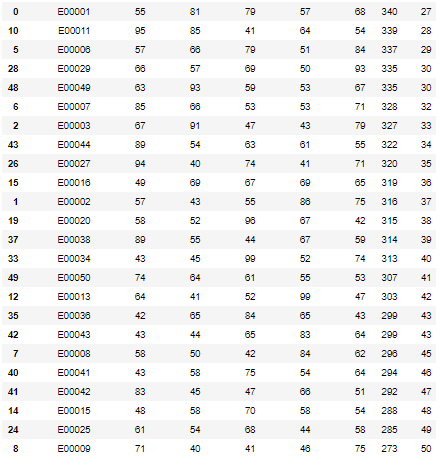 0 E00001 55 81 79 57 68 340 27
10 E00011 95 85 41 64 54 339 28
5 E00006 57 66 79 51 84 337 29
28 E00029 66 57 69 50 93 335 30
48 E00049 63 93 59 53 67 335 30
6 E00007 85 66 53 53 71 328 32
2 E00003 67 91 47 43 79 327 33
43 E00044 89 54 63 61 55 322 34
26 E00027 94 40 74 41 71 320 35
15 E00016 49 69 67 69 65 319 36
1 E00002 57 43 55 86 75 316 37
19 E00020 58 52 96 67 42 315 38
37 E00038 89 55 44 67 59 314 39
33 E00034 43 45 99 52 74 313 40
49 E00050 74 64 61 55 53 307 41
12 E00013 64 41 52 99 47 303 42
35 E00036 42 65 84 65 43 299 43
42 E00043 43 44 65 83 64 299 43
7 E00008 58 50 42 84 62 296 45
40 E00041 43 58 75 54 64 294 46
41 E00042 83 45 47 66 51 292 47
14 E00015 48 58 70 58 54 288 48
24 E00025 61 54 68 44 58 285 49
8 E00009 71 40 41 46 75 273 50